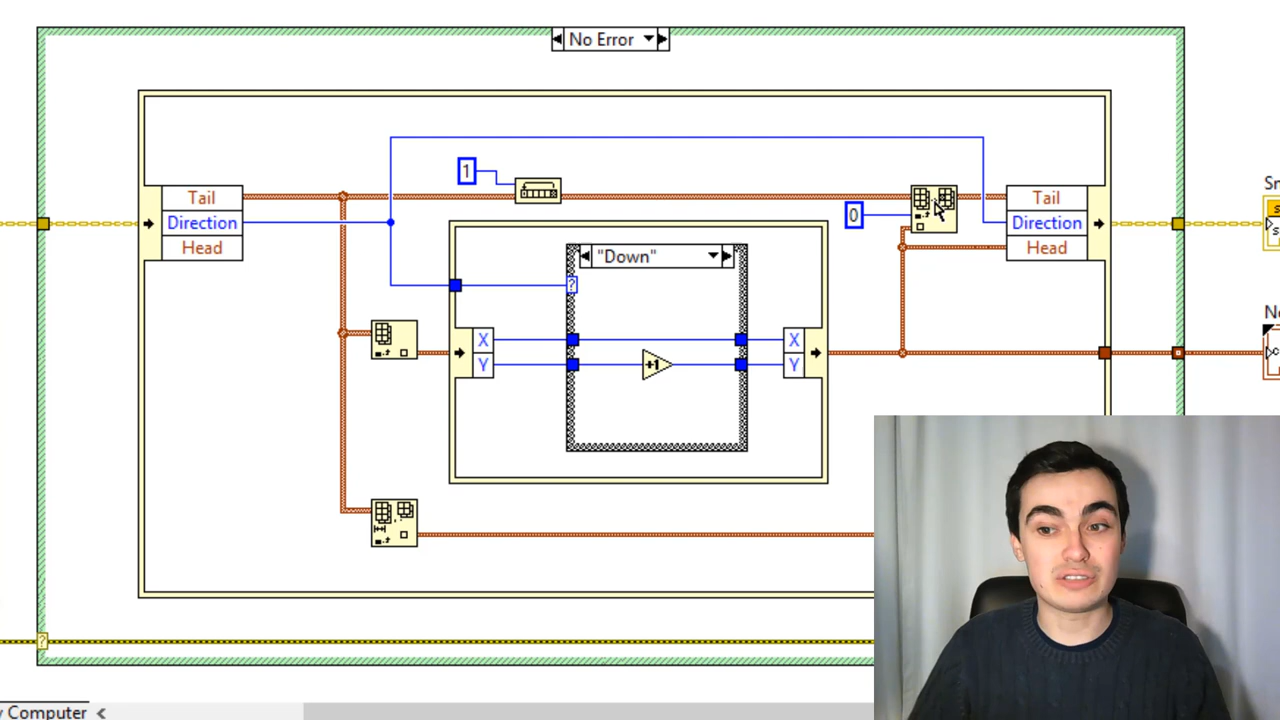 No Error
Tail
Direction
Head
1
0
Tail
Direction
Head
"Down"
?
X
Y
+1
X
Y
?
Computer